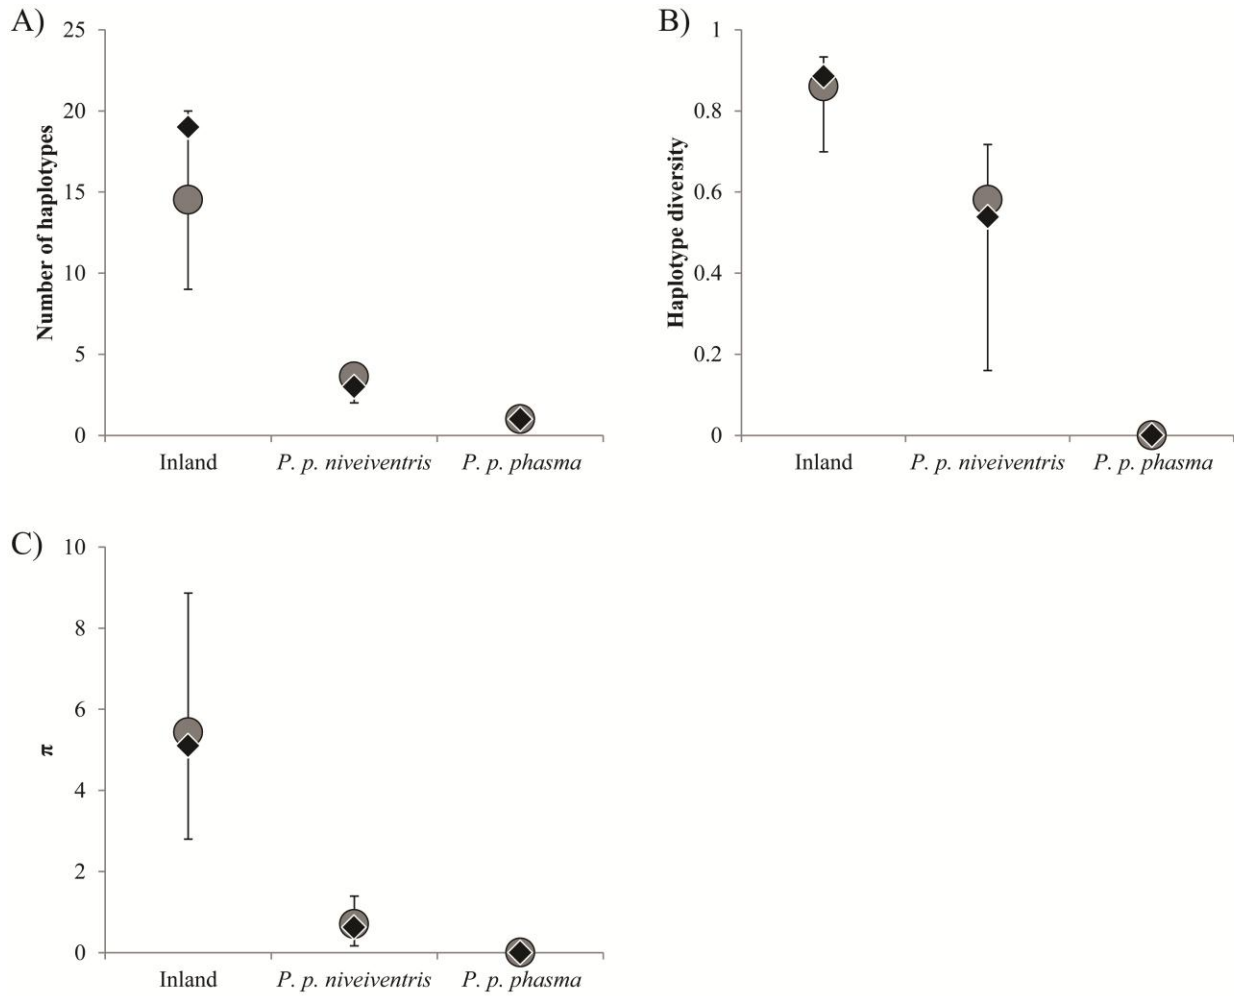 A)
Number of haplotypes
25
20
15
10
5
0
Inland P. p. niveiventris P. p. phasma
B)
Haplotype diversity
1
0.8
0.6
0.4
0.2
0
Inland P. p. niveiventris P. p. phasma
C)
π
10
8
6
4
2
0
Inland P. p. niveiventris P. p. phasma